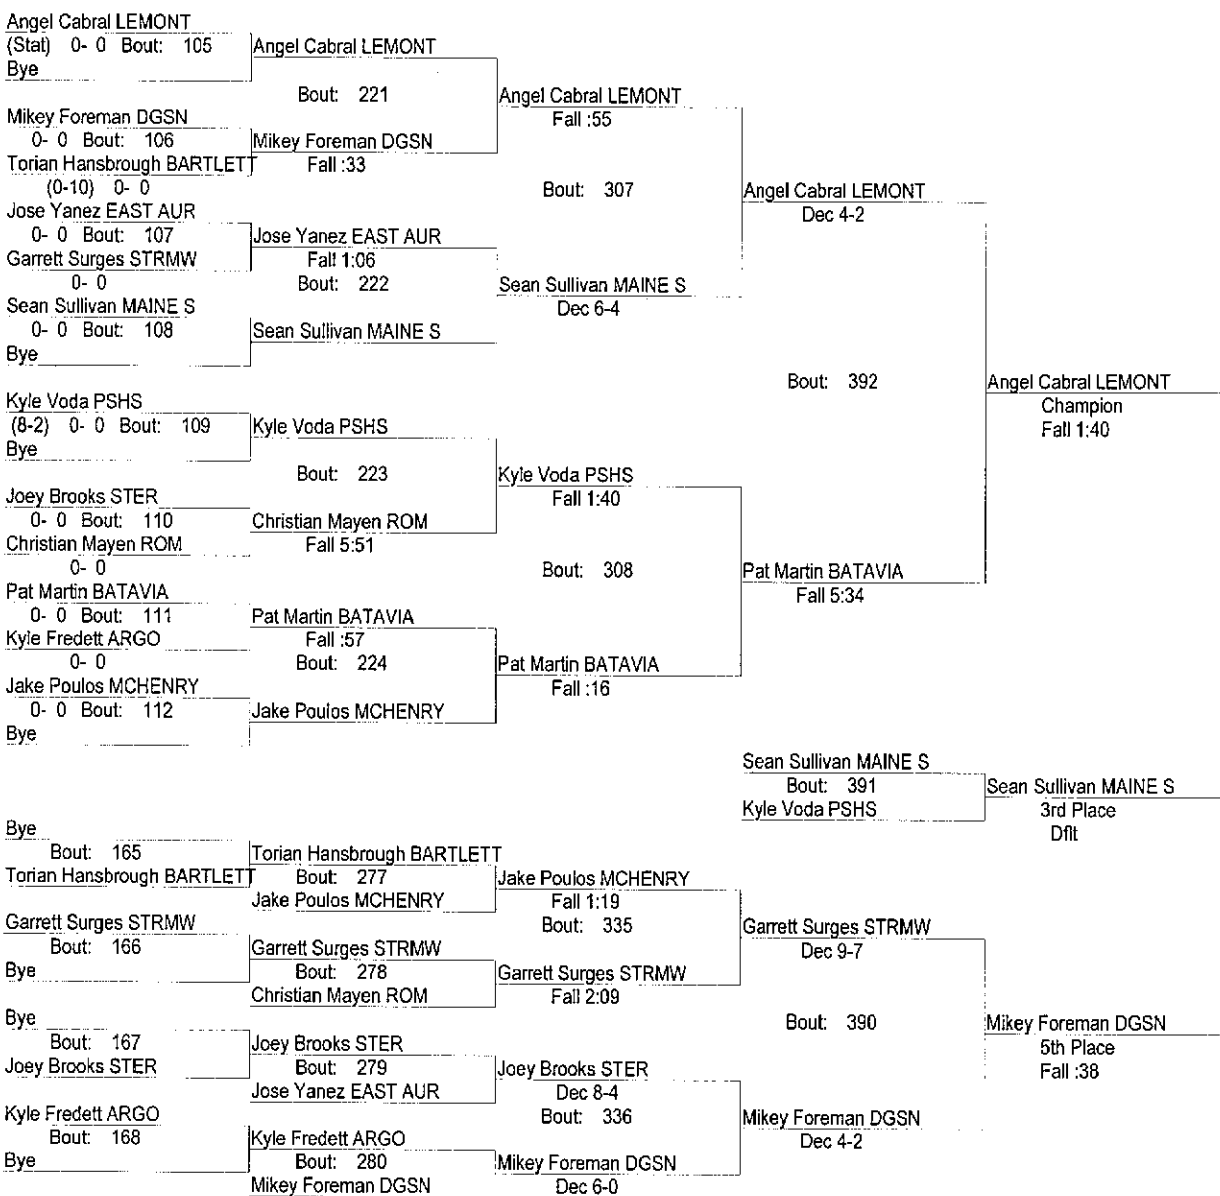 Angel Cabral LEMONT
(Stat) 0- 0 Bout: 105
Bye
Angel Cabral LEMONT
Bout: 221
Mikey Foreman DGSN
0- 0 Bout: 106
Torian Hansbrough BARTLETT
(0-10) 0- 0
Mikey Foreman DGSN
Fall :33
Angel Cabral LEMONT
Fall :55
Bout: 307
Jose Yanez EAST AUR
0- 0 Bout: 107
Garrett Surges STRMW
0- 0
Jose Yanez EAST AUR
Fall 1:06
Bout: 222
Sean Sullivan MAINE S
0- 0 Bout: 108
Bye
Sean Sullivan MAINE S
Sean Sullivan MAINE S
Dec 6-4
Angel Cabral LEMONT
Dec 4-2
Bout: 392
Angel Cabral LEMONT
Champion
Fall 1:40
Kyle Voda PSHS
(8-2) 0- 0 Bout: 109
Bye
Kyle Voda PSHS
Bout: 223
Joey Brooks STER
0- 0 Bout: 110
Christian Mayen ROM
0- 0
Christian Mayen ROM
Fall 5:51
Kyle Voda PSHS
Fall 1:40
Bout: 308
Pat Martin BATAVIA
0- 0 Bout: 111
Kyle Fredett ARGO
0- 0
Pat Martin BATAVIA
Fall :57
Bout: 224
Jake Poulos MCHENRY
0- 0 Bout: 112
Bye
Jake Poulos MCHENRY
Pat Martin BATAVIA
Fall :16
Pat Martin BATAVIA
Fall 5:34
Sean Sullivan MAINE S
Bout: 391
Kyle Voda PSHS
Sean Sullivan MAINE S
3rd Place
Dflt
Bye
Bout: 165
Torian Hansbrough BARTLETT
Torian Hansbrough BARTLETT
Bout: 277
Jake Poulos MCHENRY
Jake Poulos MCHENRY
Fall 1:19
Bout: 335
Garrett Surges STRMW
Bout: 166
Bye
Garrett Surges STRMW
Bout: 278
Christian Mayen ROM
Garrett Surges STRMW
Fall 2:09
Garrett Surges STRMW
Dec 9-7
Bout: 390
Bye
Bout: 167
Joey Brooks STER
Joey Brooks STER
Bout: 279
Jose Yanez EAST AUR
Joey Brooks STER
Dec 8-4
Bout: 336
Kyle Fredett ARGO
Bout: 168
Bye
Kyle Fredett ARGO
Bout: 280
Mikey Foreman DGSN
Mikey Foreman DGSN
Dec 6-0
Mikey Foreman DGSN
Dec 4-2
Mikey Foreman DGSN
5th Place
Fall :38